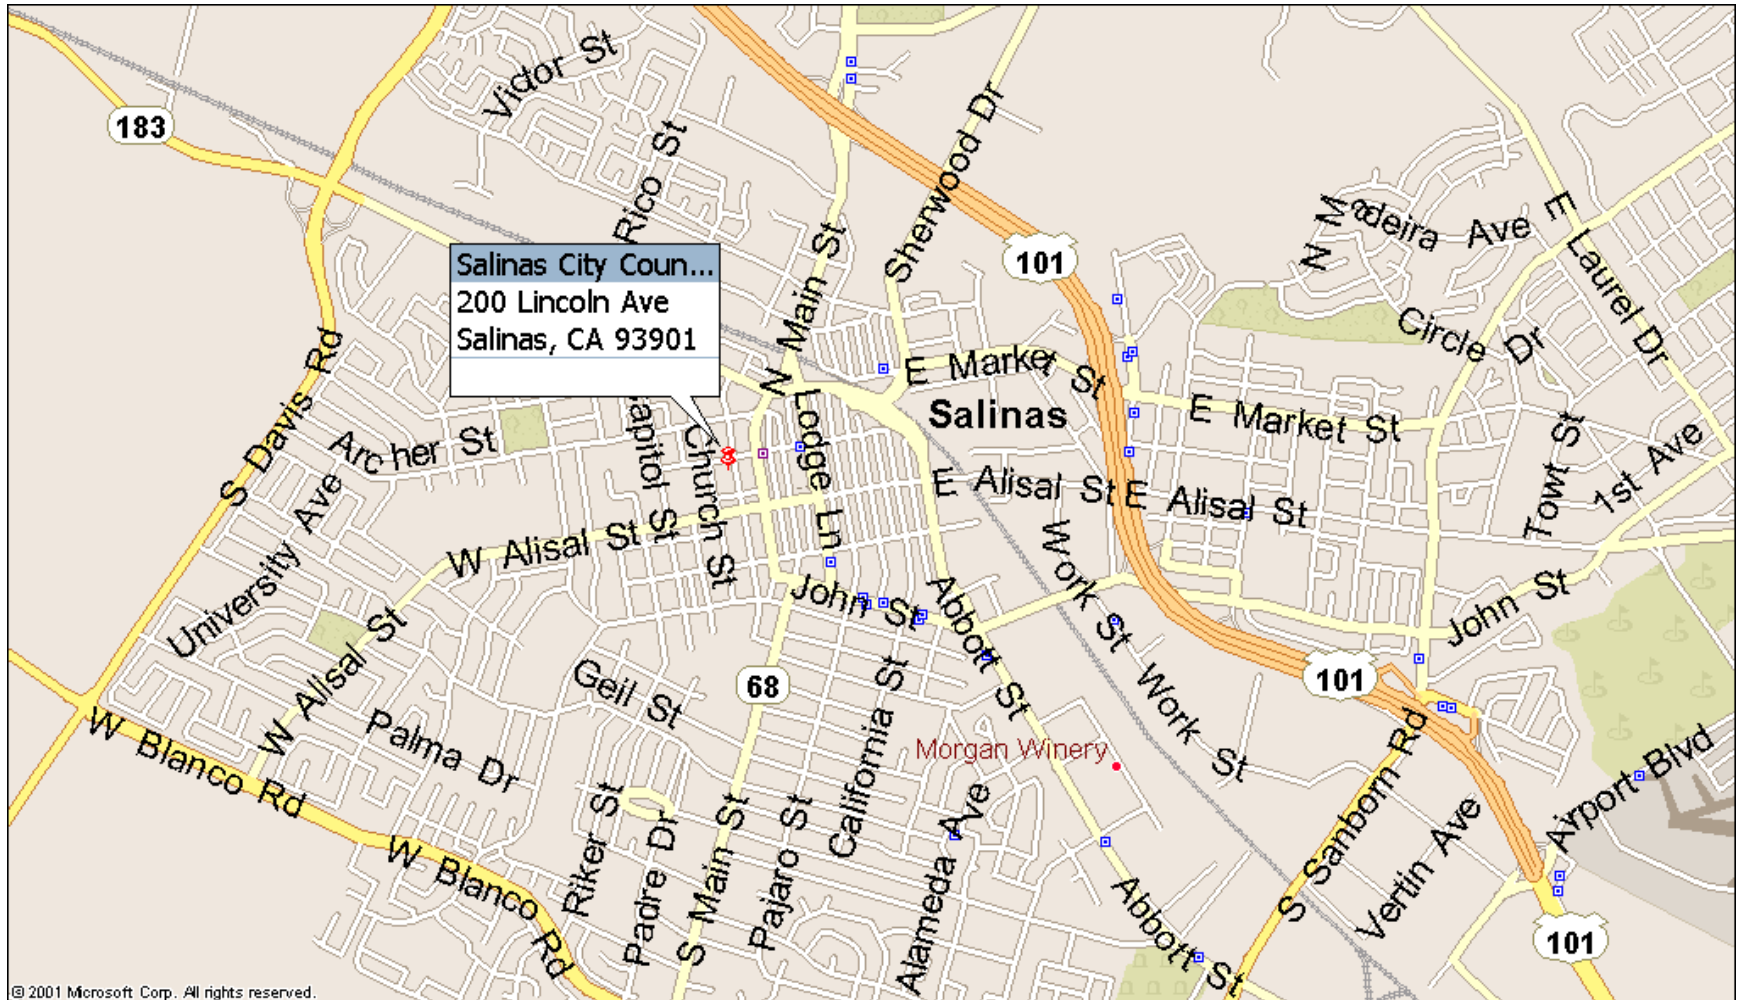 Victor St
183
Rico St
Sherwood Dr
N Madeira Ave
E Laurel Dr
N Main St
101
Salinas City Coun...
200 Lincoln Ave
Salinas, CA 93901
Circle Dr
E Market St
Salinas
E Market St
S Davis Rd
Archer St
Capitol St
Church St
Lodge Ln
E Alisal St
E Alisal St
Towt St
1st Ave
University Ave
W Alisal St
Work St
John St
Abbott St
John St
W Alisal St
Geil St
68
California St
101
Work St
W Blanco Rd
Palma Dr
Morgan Winery
Sanborn Rd
S
Airport Blvd
W Blanco Rd
Riker St
Padre Dr
S Main St
Pajaro St
Alameda Ave
Abbott St
Vertin Ave
101
© 2001 Microsoft Corp. All rights reserved.